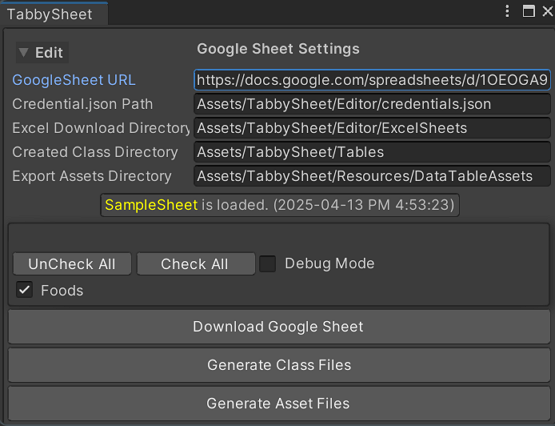 TabbySheet
Edit
Google Sheet Settings
GoogleSheet URL https://docs.google.com/spreadsheets/d/1OEOGA9
Credential.json Path Assets/TabbySheet/Editor/credentials.json
Excel Download Directory Assets/TabbySheet/Editor/ExcelSheets
Created Class Directory Assets/TabbySheet/Tables
Export Assets Directory Assets/TabbySheet/Resources/DataTableAssets
SampleSheet is loaded. (2025-04-13 PM 4:53:23)
UnCheck All Check All Debug Mode
Foods
Download Google Sheet
Generate Class Files
Generate Asset Files